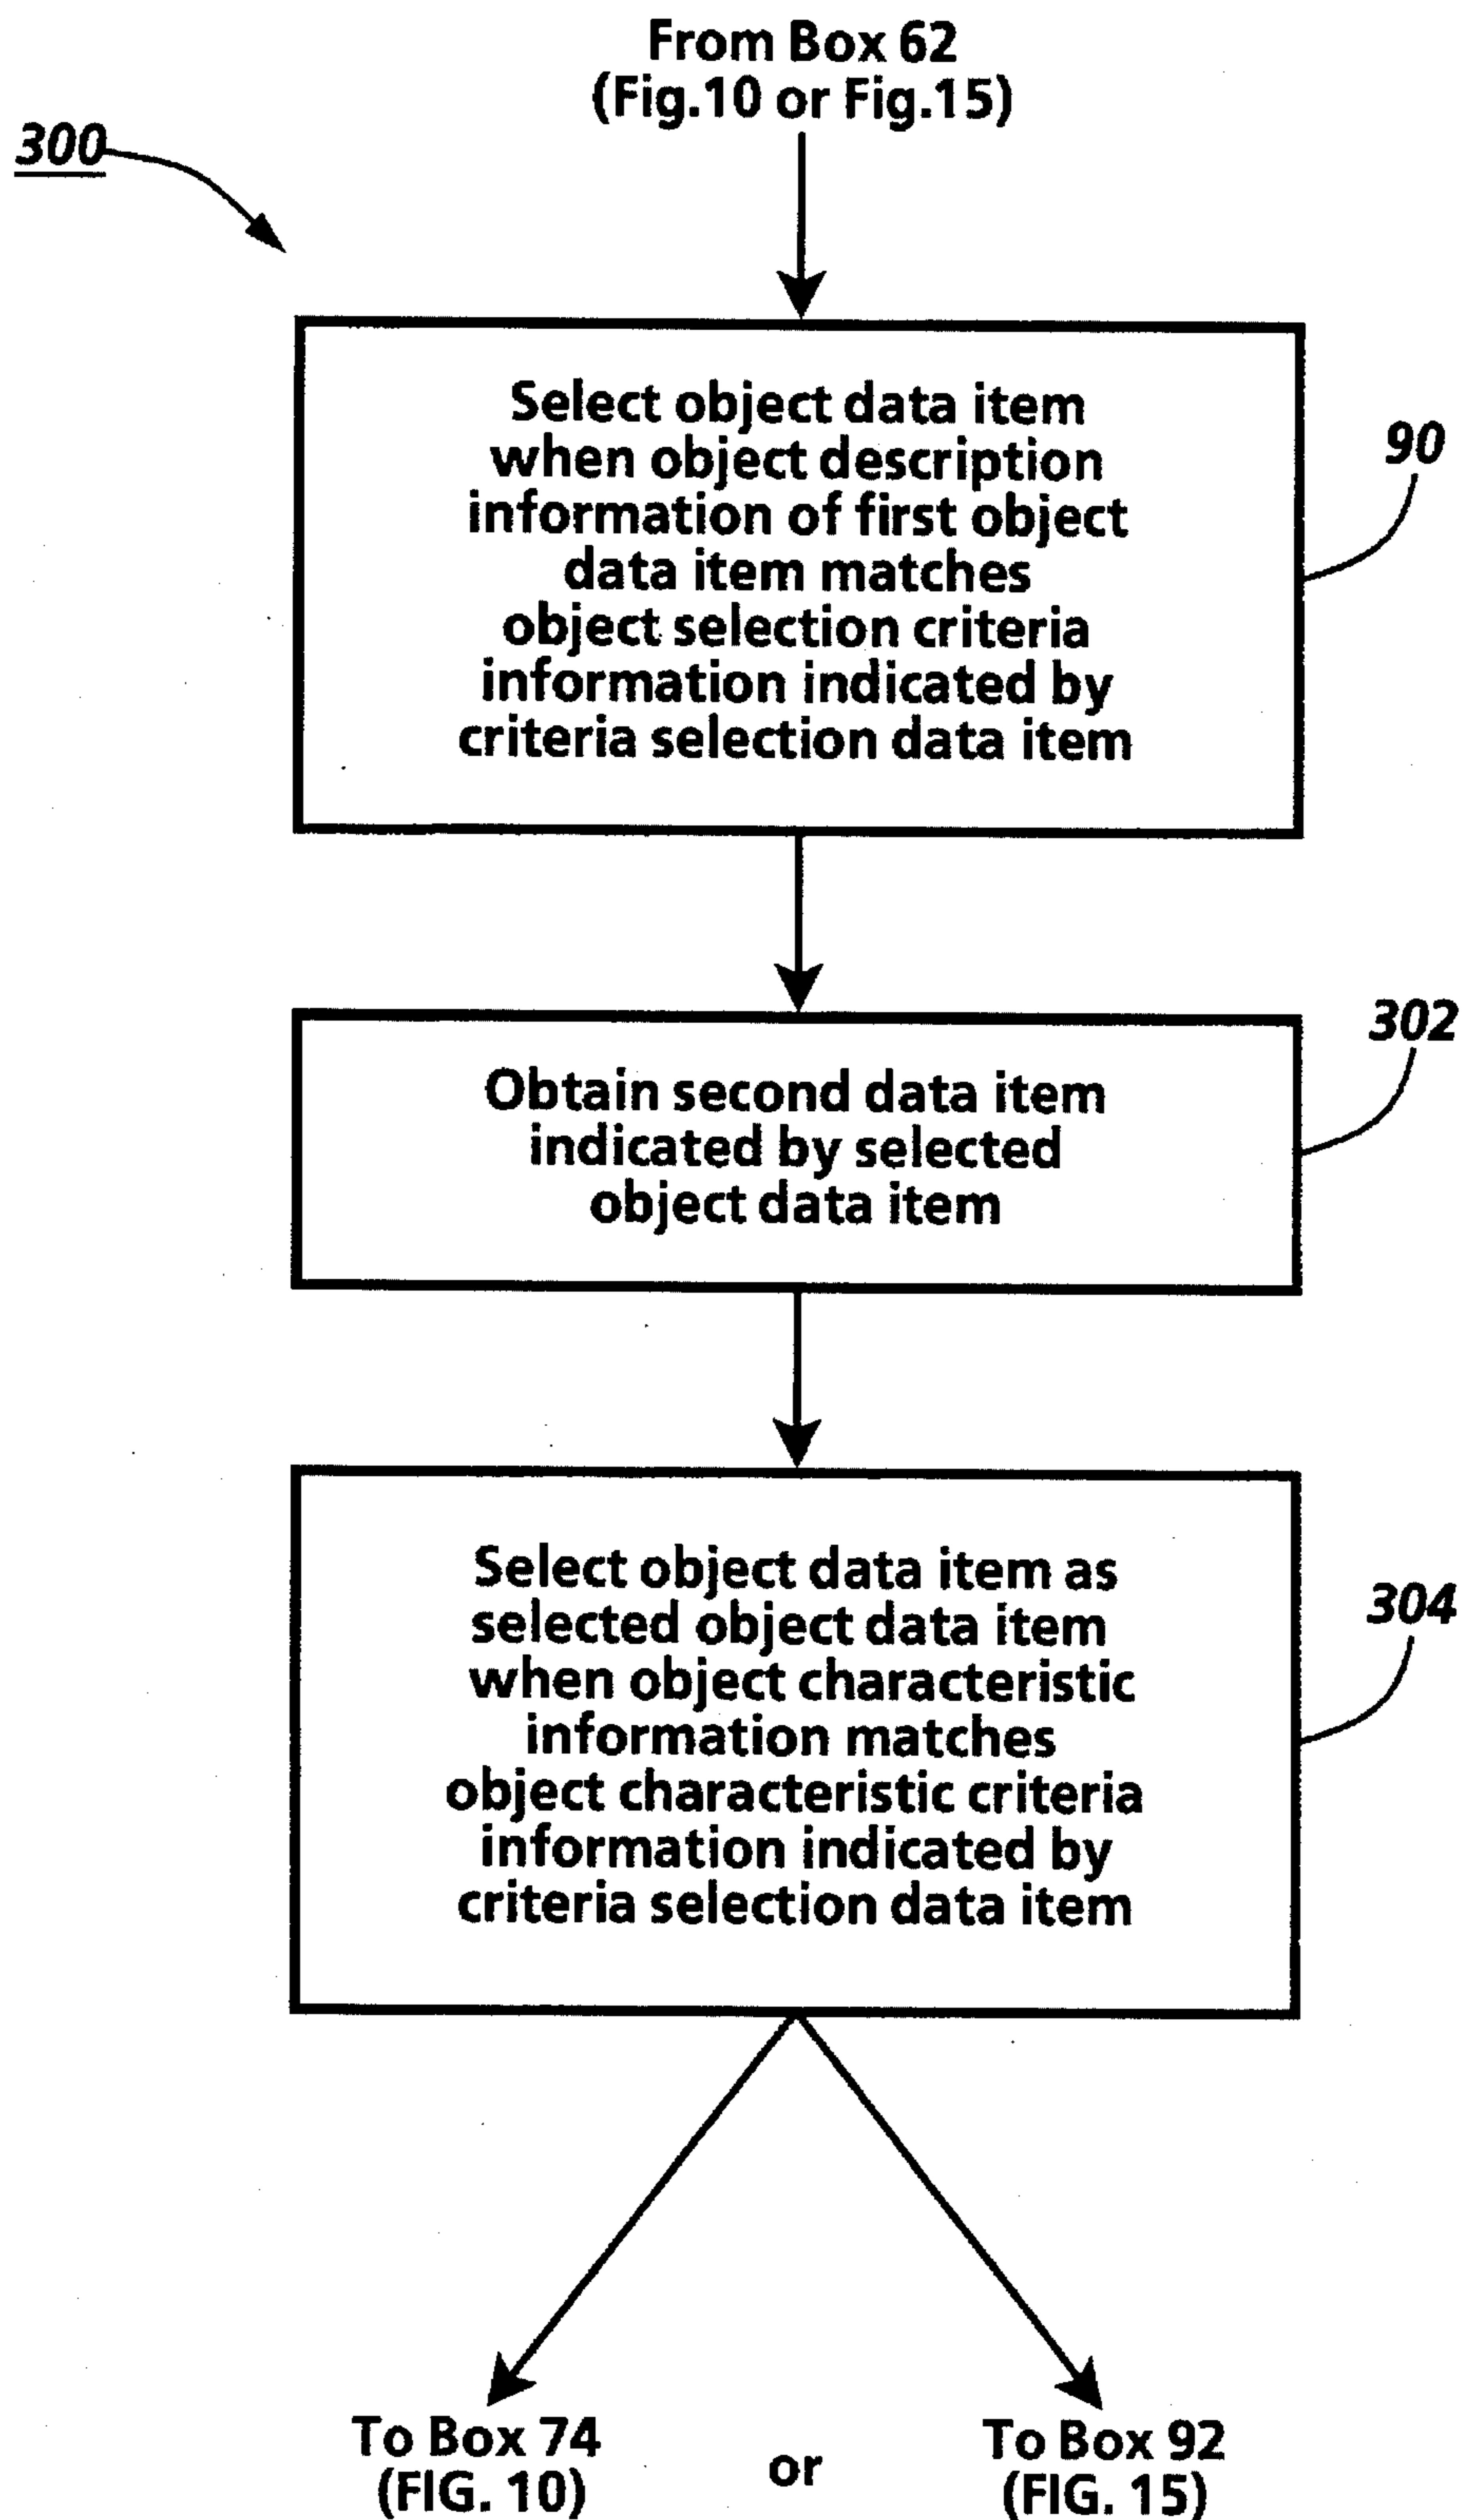 From Box 62
(Fig.10 or Fig.15)
300
Select object data item
when object description
information of first object
data item matches
object selection criteria
information indicated by
criteria selection data item
90
Obtain second data item
indicated by selected
object data item
302
Select object data item as
selected object data item
when object characteristic
information matches
object characteristic criteria
information indicated by
criteria selection data item
304
To Box 74
(FIG. 10)
or
To Box 92
(FIG. 15)